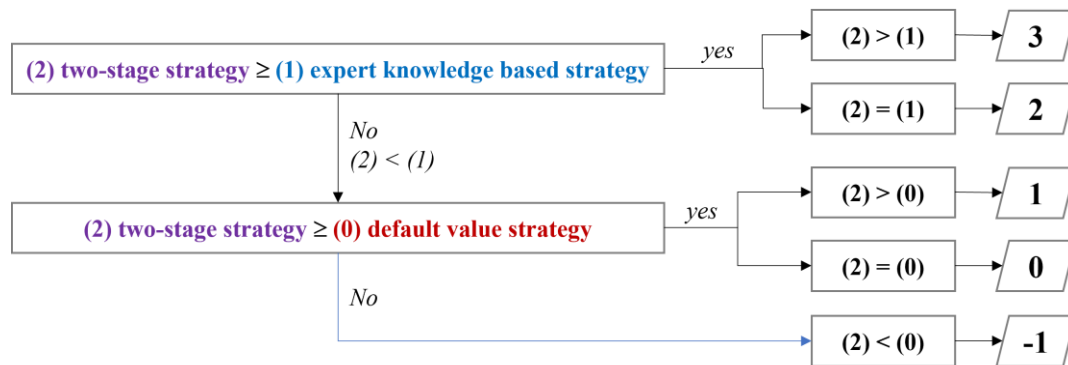 (2) two-stage strategy ≥ (1) expert knowledge based strategy
yes
(2) > (1)
3
(2) = (1)
2
No
(2) < (1)
(2) two-stage strategy ≥ (0) default value strategy
yes
(2) > (0)
1
(2) = (0)
0
No
(2) < (0)
-1